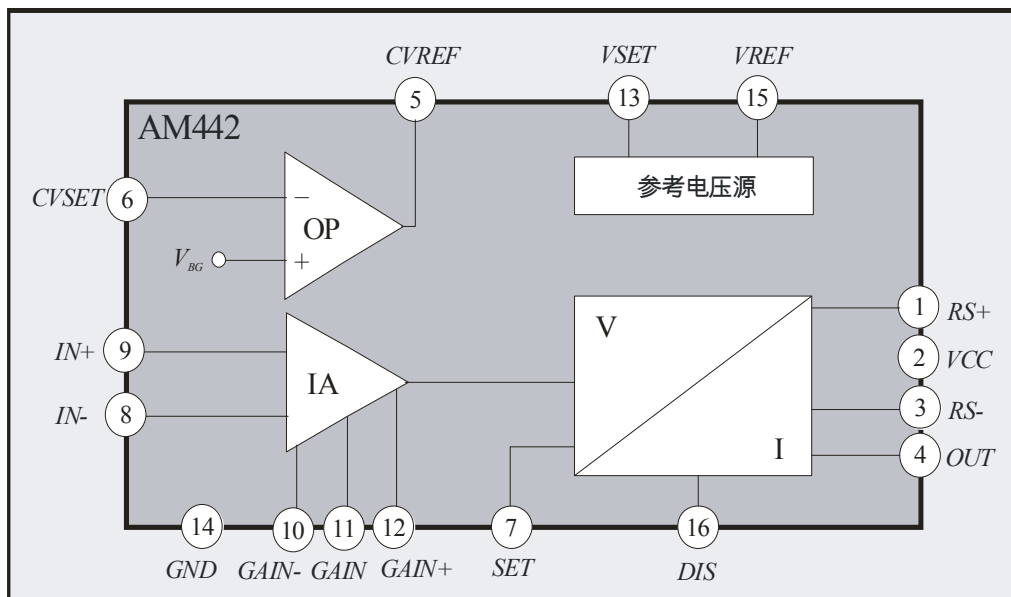 CVREF VSET VREF
5 13 15
AM442
参考电压源
CVSET 6 −
OP
V_BG +
1 RS+
V
IN+ 9
2 VCC
IA
IN- 8
3 RS-
I 4 OUT
14 10 11 12 7 16
GND GAIN- GAIN GAIN+ SET DIS